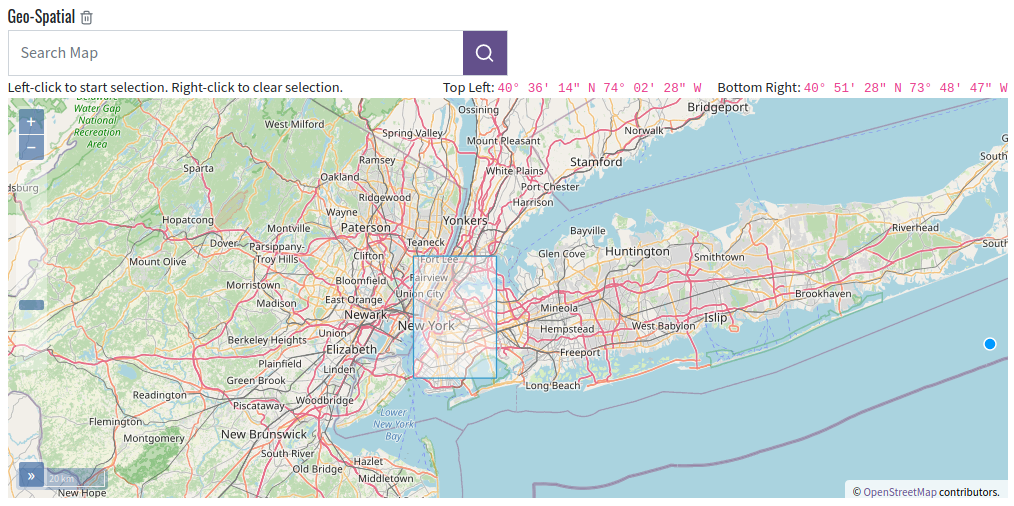 Geo-Spatial
Search Map
Left-click to start selection. Right-click to clear selection.
Top Left: 40° 36' 14" N 74° 02' 28" W
Bottom Right: 40° 51' 28" N 73° 48' 47" W
Delaware
Water Gap
National
Recreation
Area
Ossining
Bridgeport
West Milford
Spring Valley
Mount Pleasant
Norwalk
Ramsey
Stamford
Sparta
White Plains
Oakland
Port Chester
dsburg
Ridgewood
Harrison
Wayne
Yonkers
Hopatcong
Paterson
Montville
Bayville
Riverhead
Dover
Parsippany-
Troy Hills
Teaneck
Clifton
Fort Lee
Glen Cove
Huntington
Smithtown
South
South
G
Mount Olive
Fairview
Bloomfield
Morristown
Union City
East Orange
Brookhaven
Madison
Newark
Mineola
Islip
New York
Hempstead
West Babylon
Union
Berkeley Heights
Elizabeth
Freeport
Plainfield
Linden
Green Brook
Long Beach
Readington
Woodbridge
Piscataway
Lower
New York
Bay
Flemington
Montgomery
New Brunswick
South River
Hazlet
Old Bridge
Middletown
New Hope
+
−
»
20 km
© OpenStreetMap contributors.